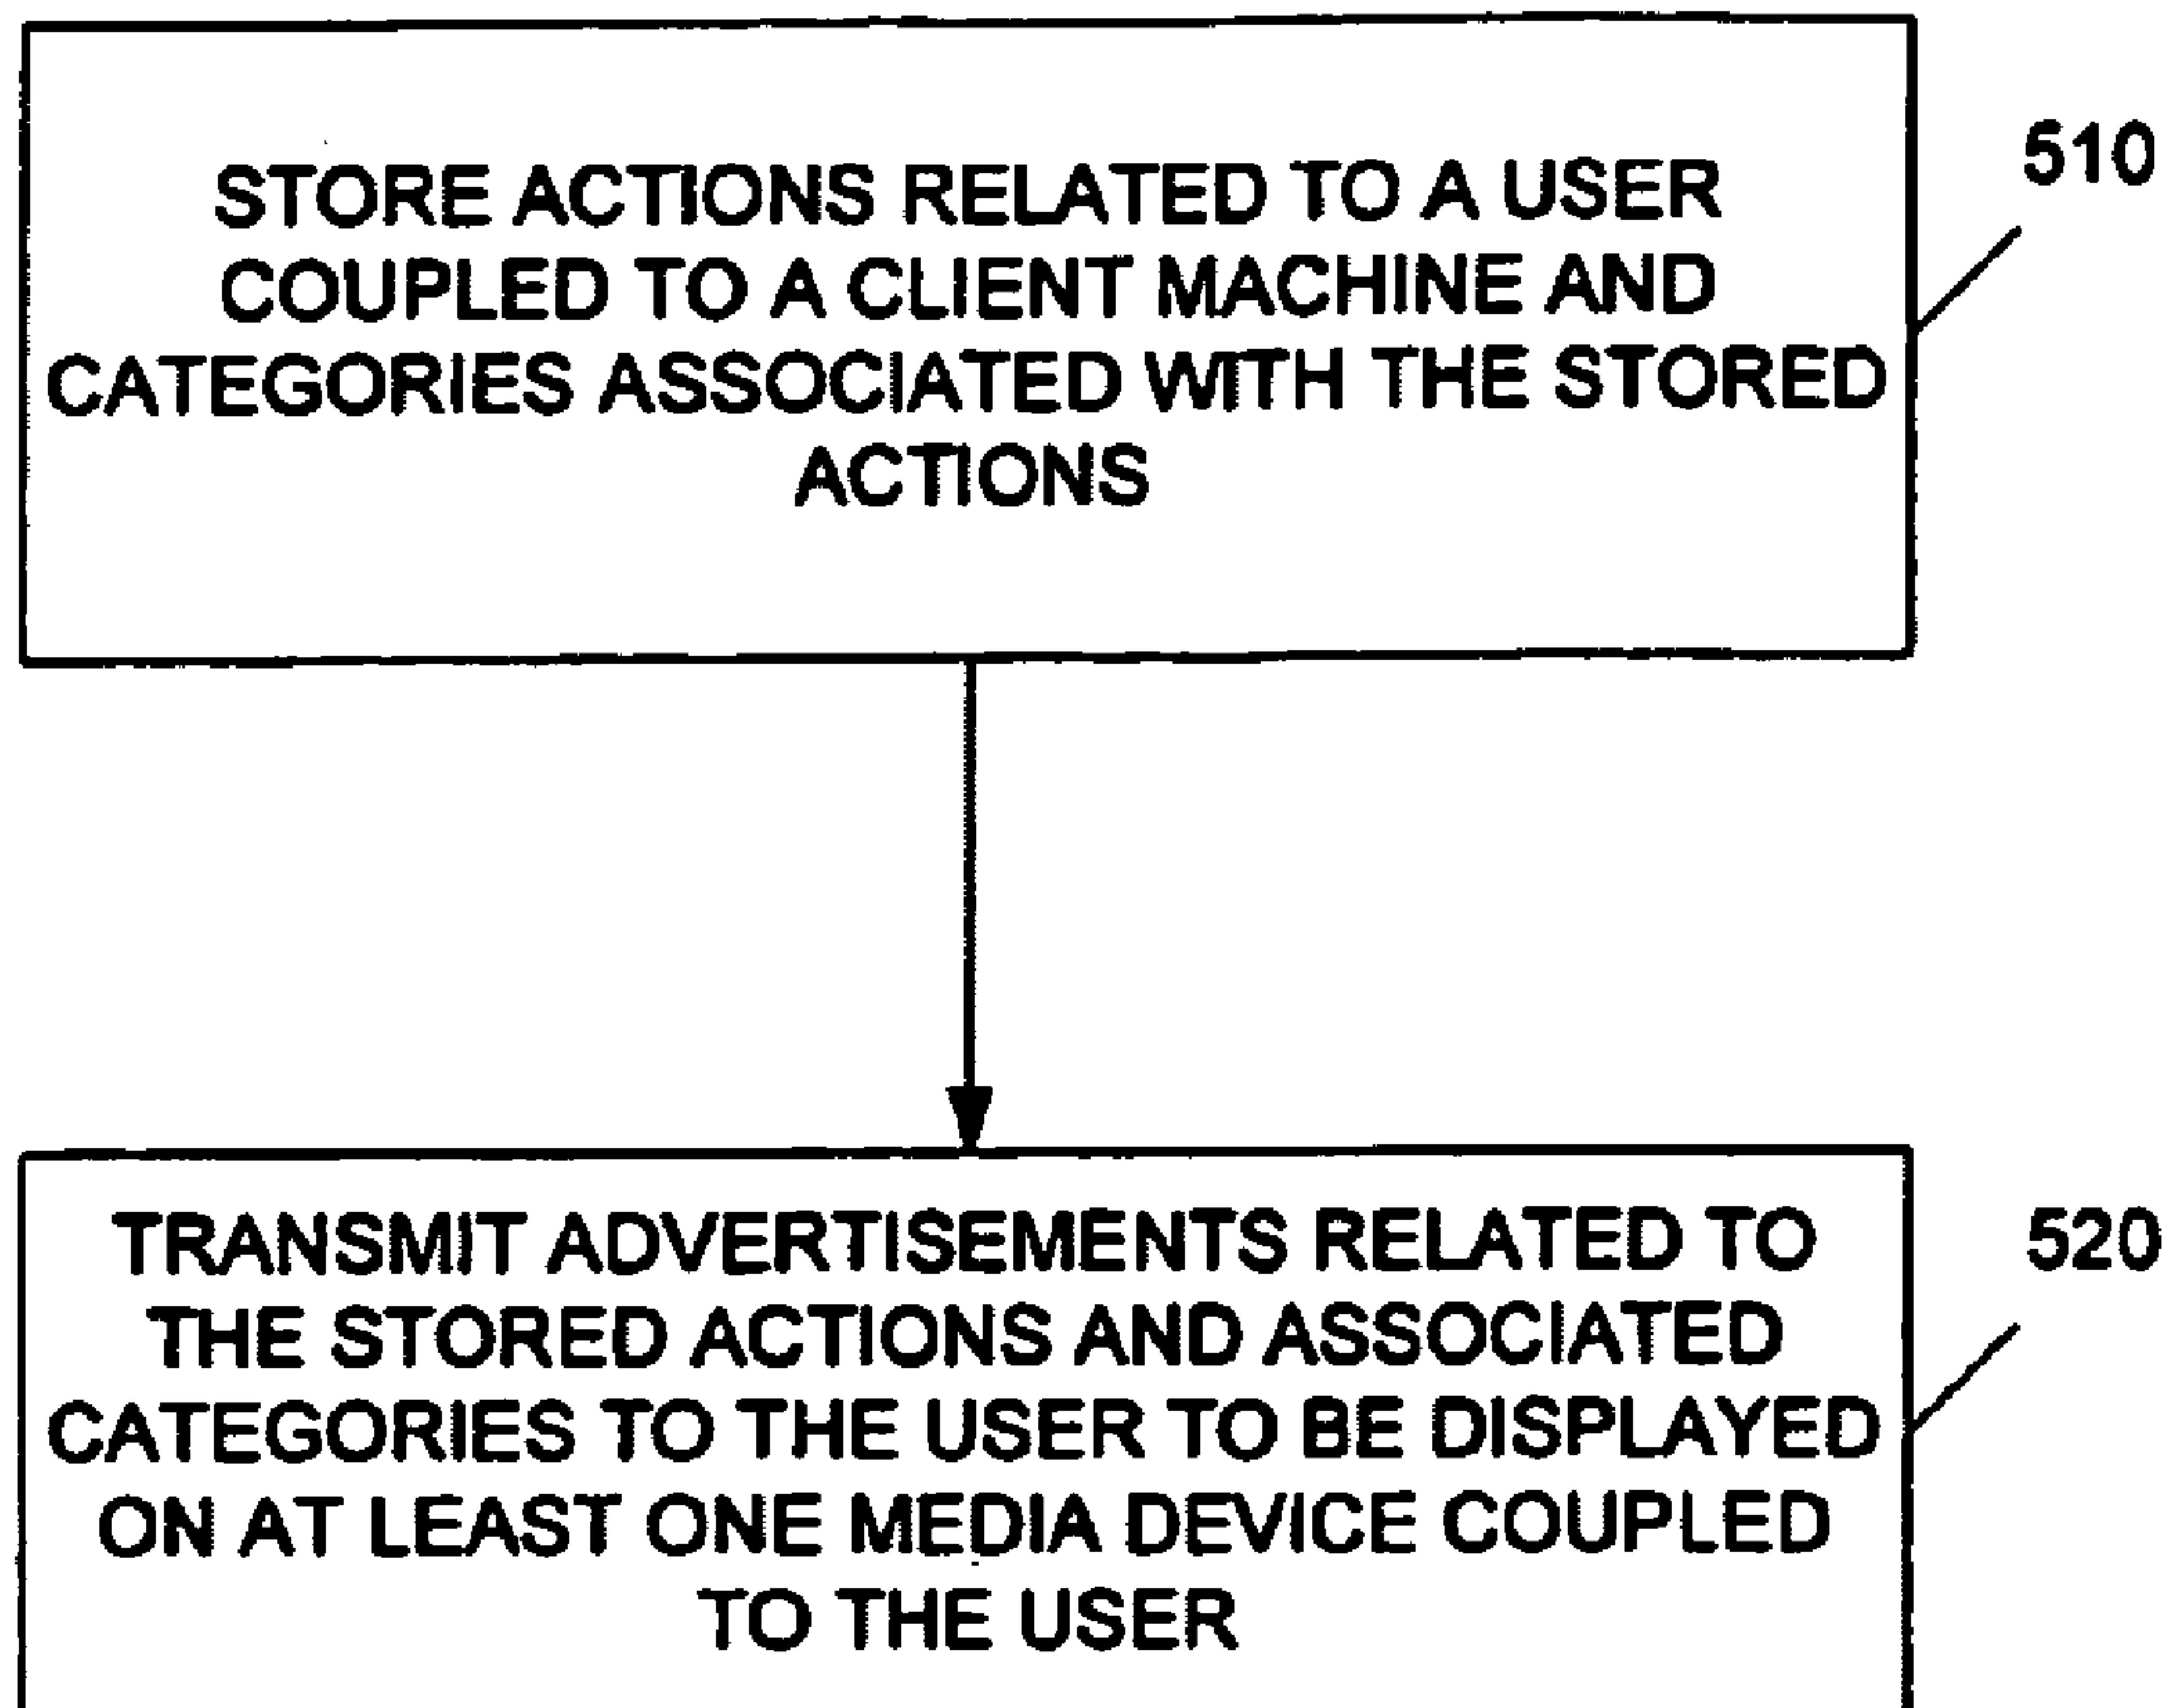 STORE ACTIONS RELATED TO A USER
COUPLED TO A CLIENT MACHINE AND
CATEGORIES ASSOCIATED WITH THE STORED
ACTIONS
510
TRANSMIT ADVERTISEMENTS RELATED TO
THE STORED ACTIONS AND ASSOCIATED
CATEGORIES TO THE USER TO BE DISPLAYED
ON AT LEAST ONE MEDIA DEVICE COUPLED
TO THE USER
520